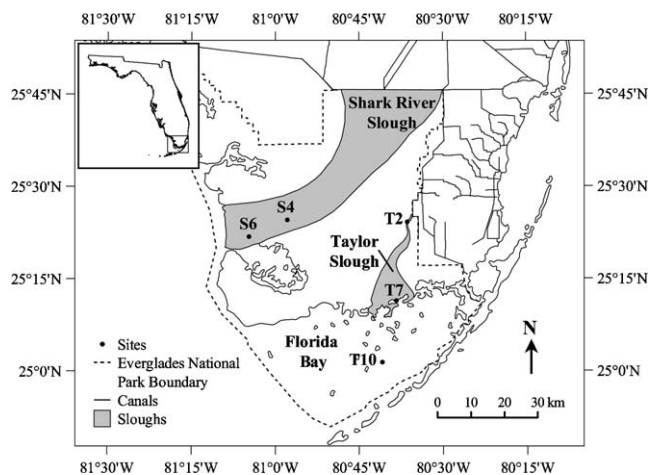 81°30'W 81°15'W 81°0'W 80°45'W 80°30'W 80°15'W
25°45'N
25°30'N
25°15'N
25°0'N
Shark River
Slough
S4
S6
T2
Taylor
Slough
T7
Florida
Bay
T10
N
Sites
Everglades National
Park Boundary
Canals
Sloughs
0 10 20 30 km
25°45'N
25°30'N
25°15'N
25°0'N
81°30'W 81°15'W 81°0'W 80°45'W 80°30'W 80°15'W